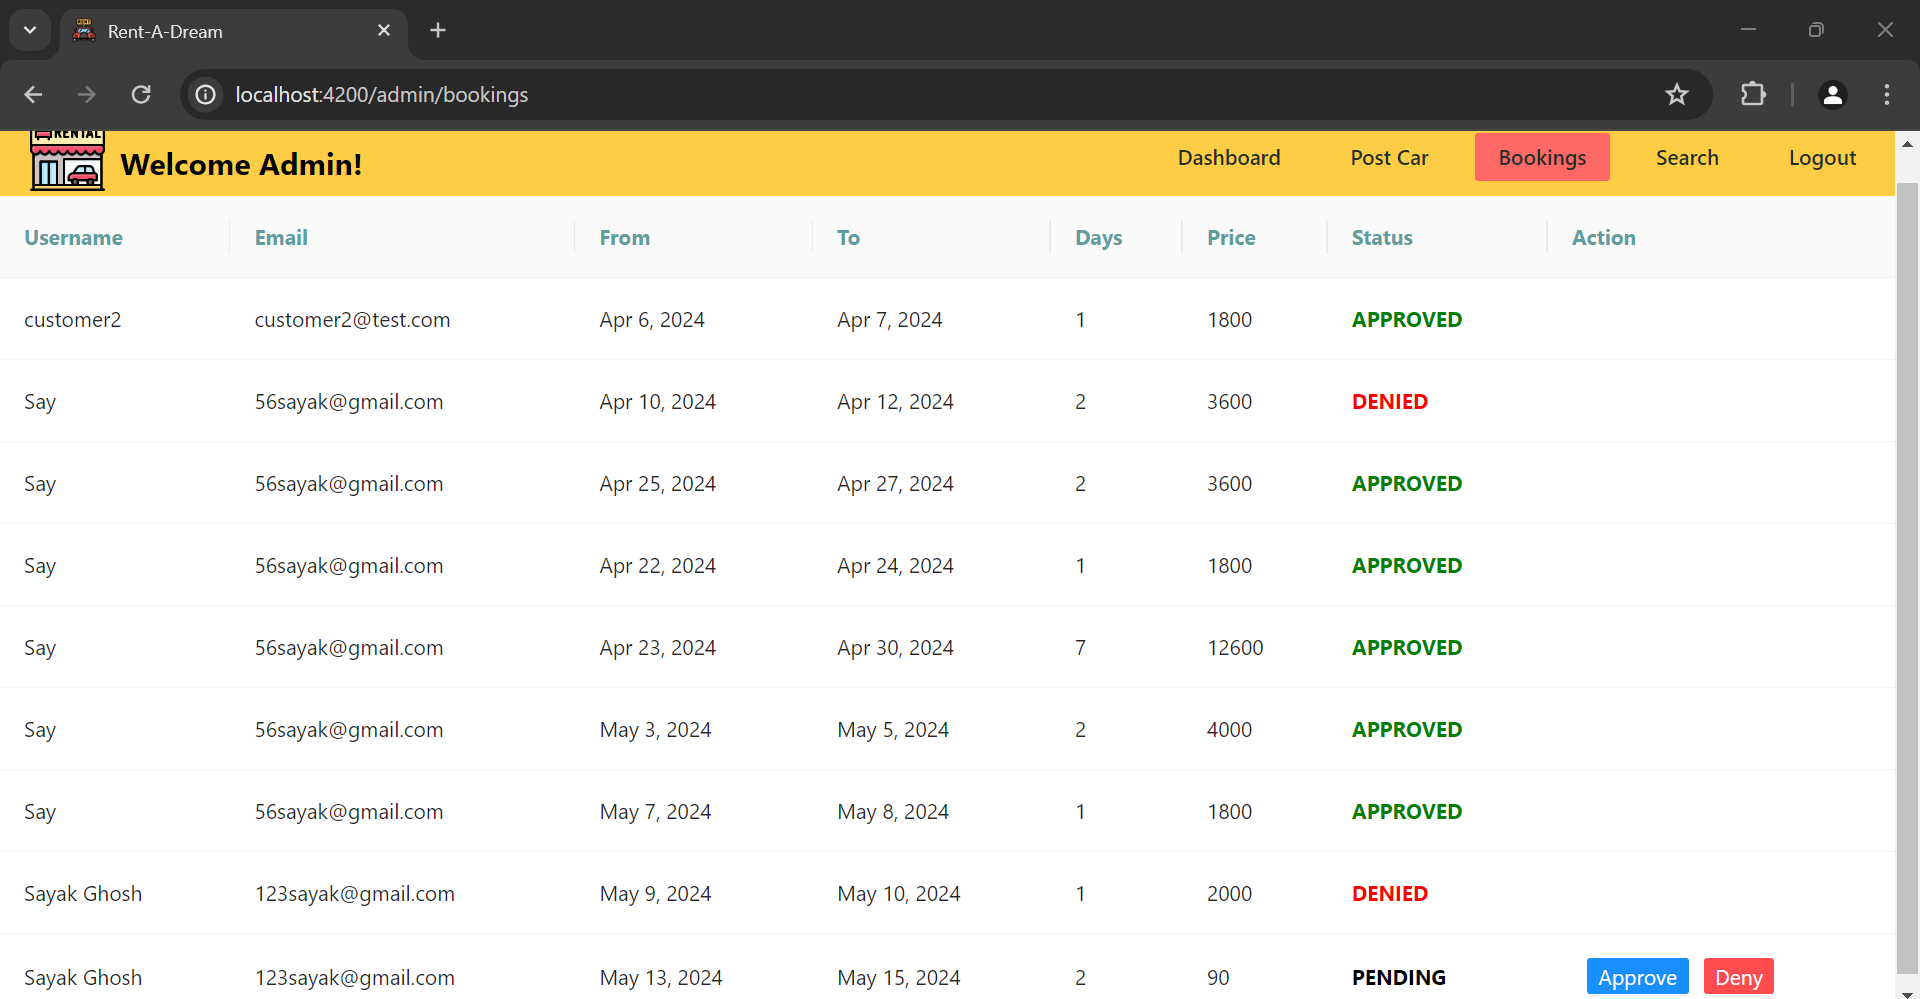 Rent-A-Dream
localhost:4200/admin/bookings
RENTAL
Welcome Admin! Dashboard Post Car Bookings Search Logout
Username Email From To Days Price Status Action
customer2 customer2@test.com Apr 6, 2024 Apr 7, 2024 1 1800 APPROVED
Say 56sayak@gmail.com Apr 10, 2024 Apr 12, 2024 2 3600 DENIED
Say 56sayak@gmail.com Apr 25, 2024 Apr 27, 2024 2 3600 APPROVED
Say 56sayak@gmail.com Apr 22, 2024 Apr 24, 2024 1 1800 APPROVED
Say 56sayak@gmail.com Apr 23, 2024 Apr 30, 2024 7 12600 APPROVED
Say 56sayak@gmail.com May 3, 2024 May 5, 2024 2 4000 APPROVED
Say 56sayak@gmail.com May 7, 2024 May 8, 2024 1 1800 APPROVED
Sayak Ghosh 123sayak@gmail.com May 9, 2024 May 10, 2024 1 2000 DENIED
Sayak Ghosh 123sayak@gmail.com May 13, 2024 May 15, 2024 2 90 PENDING Approve Deny